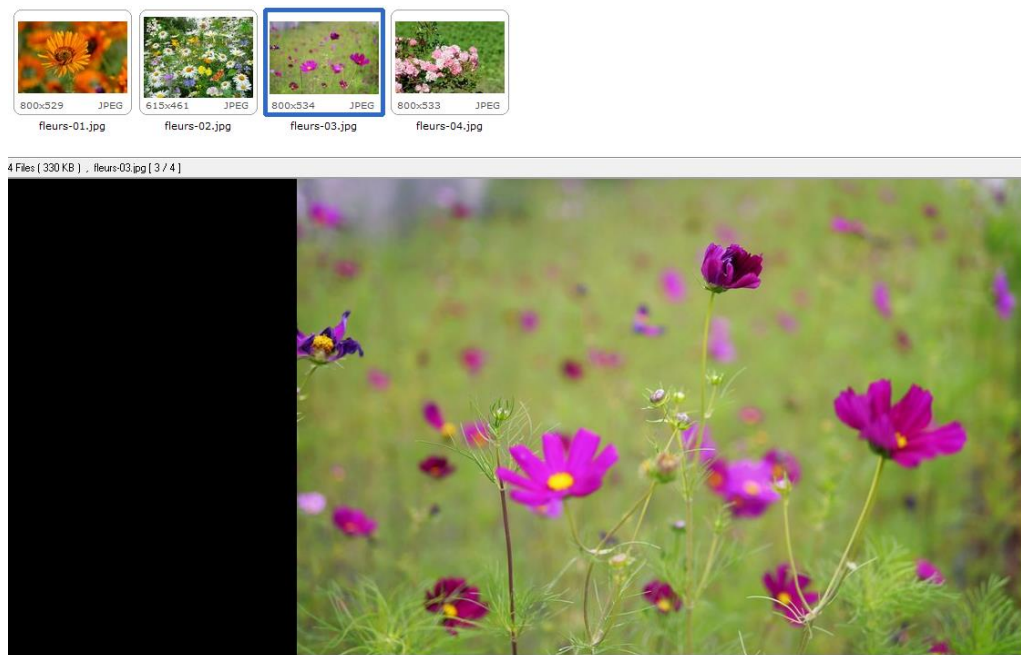 800x529 JPEG
615x461 JPEG
800x534 JPEG
800x533 JPEG
fleurs-01.jpg
fleurs-02.jpg
fleurs-03.jpg
fleurs-04.jpg
4 Files ( 330 KB ) , fleurs-03.jpg [ 3 / 4 ]